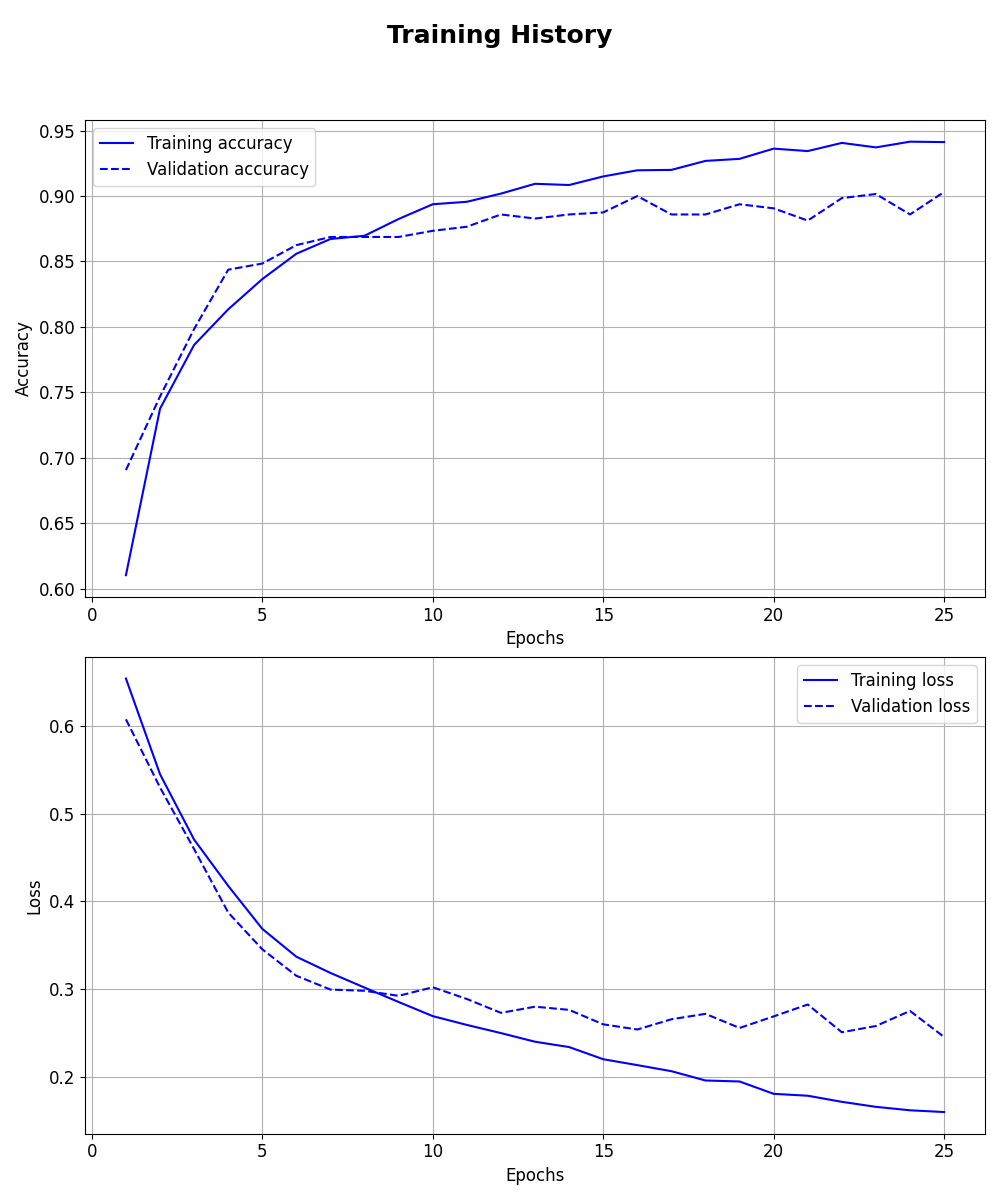 Training History
0.95
0.90
0.85
0.80
0.75
0.70
0.65
0.60
Accuracy
Training accuracy
Validation accuracy
0 5 10 15 20 25
Epochs
0.6
0.5
0.4
0.3
0.2
Loss
Training loss
Validation loss
0 5 10 15 20 25
Epochs